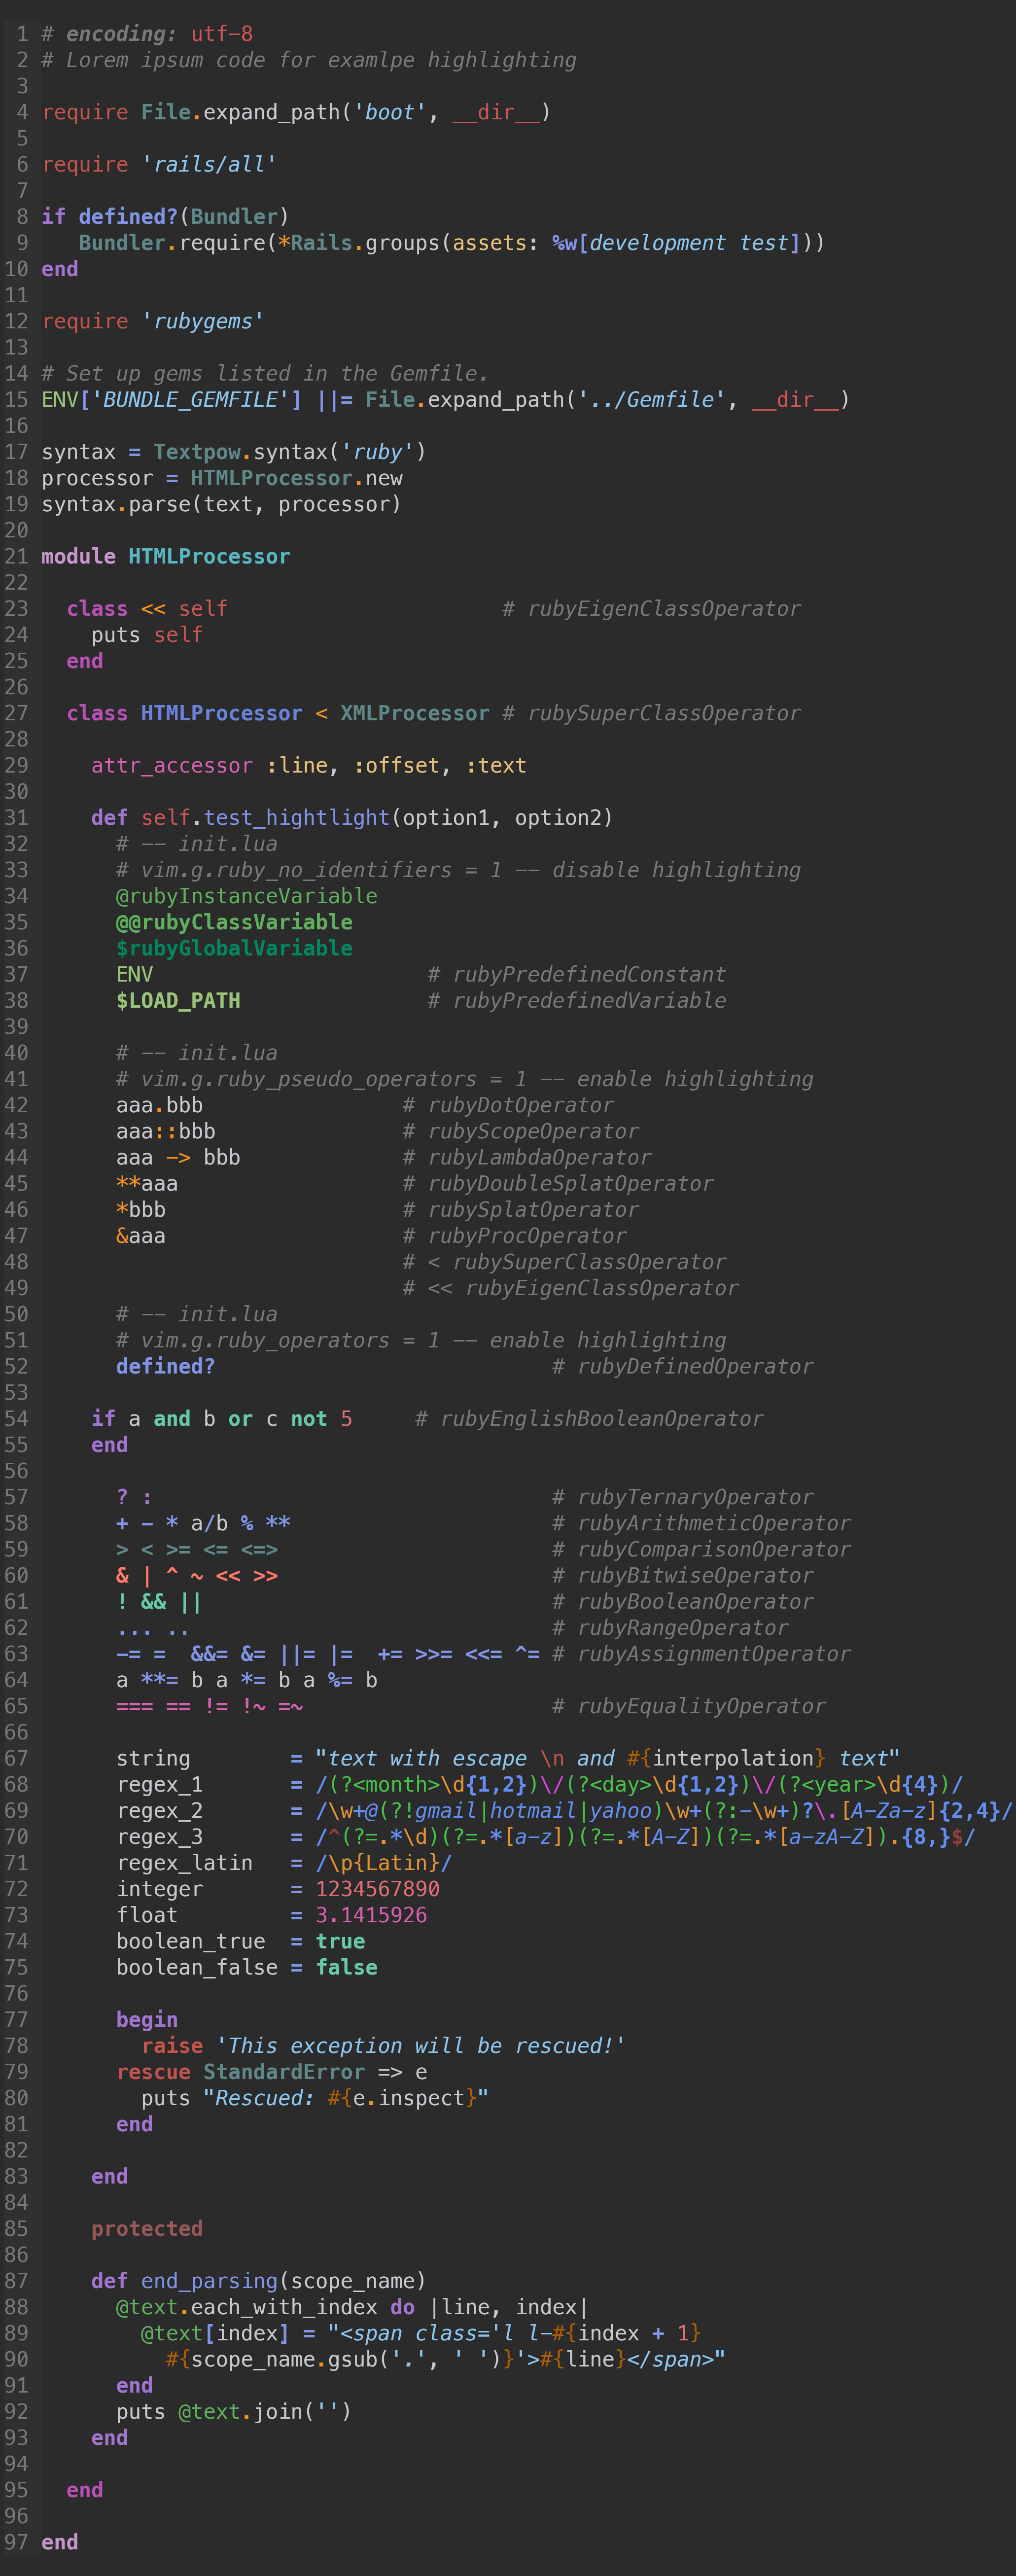 1 # encoding: utf-8
2 # Lorem ipsum code for examlpe highlighting
3
4 require File.expand_path('boot', __dir__)
5
6 require 'rails/all'
7
8 if defined?(Bundler)
9    Bundler.require(*Rails.groups(assets: %w[development test]))
10 end
11
12 require 'rubygems'
13
14 # Set up gems listed in the Gemfile.
15 ENV['BUNDLE_GEMFILE'] ||= File.expand_path('../Gemfile', __dir__)
16
17 syntax = Textpow.syntax('ruby')
18 processor = HTMLProcessor.new
19 syntax.parse(text, processor)
20
21 module HTMLProcessor
22
23   class << self                      # rubyEigenClassOperator
24     puts self
25   end
26
27   class HTMLProcessor < XMLProcessor # rubySuperClassOperator
28
29     attr_accessor :line, :offset, :text
30
31     def self.test_hightlight(option1, option2)
32       # -- init.lua
33       # vim.g.ruby_no_identifiers = 1 -- disable highlighting
34       @rubyInstanceVariable
35       @@rubyClassVariable
36       $rubyGlobalVariable
37       ENV                      # rubyPredefinedConstant
38       $LOAD_PATH               # rubyPredefinedVariable
39
40       # -- init.lua
41       # vim.g.ruby_pseudo_operators = 1 -- enable highlighting
42       aaa.bbb                # rubyDotOperator
43       aaa::bbb               # rubyScopeOperator
44       aaa -> bbb             # rubyLambdaOperator
45       **aaa                  # rubyDoubleSplatOperator
46       *bbb                   # rubySplatOperator
47       &aaa                   # rubyProcOperator
48                              # < rubySuperClassOperator
49                              # << rubyEigenClassOperator
50       # -- init.lua
51       # vim.g.ruby_operators = 1 -- enable highlighting
52       defined?                           # rubyDefinedOperator
53
54     if a and b or c not 5     # rubyEnglishBooleanOperator
55     end
56
57       ? :                                # rubyTernaryOperator
58       + - * a/b % **                     # rubyArithmeticOperator
59       > < >= <= <=>                      # rubyComparisonOperator
60       & | ^ ~ << >>                      # rubyBitwiseOperator
61       ! && ||                            # rubyBooleanOperator
62       ... ..                             # rubyRangeOperator
63       -= =  &&= &= ||= |=  += >>= <<= ^= # rubyAssignmentOperator
64       a **= b a *= b a %= b
65       === == != !~ =~                    # rubyEqualityOperator
66
67       string        = "text with escape \n and #{interpolation} text"
68       regex_1       = /(?<month>\d{1,2})\/(?<day>\d{1,2})\/(?<year>\d{4})/
69       regex_2       = /\w+@(?!gmail|hotmail|yahoo)\w+(?:-\w+)?\.[A-Za-z]{2,4}/
70       regex_3       = /^(?=.*\d)(?=.*[a-z])(?=.*[A-Z])(?=.*[a-zA-Z]).{8,}$/
71       regex_latin   = /\p{Latin}/
72       integer       = 1234567890
73       float         = 3.1415926
74       boolean_true  = true
75       boolean_false = false
76
77       begin
78         raise 'This exception will be rescued!'
79       rescue StandardError => e
80         puts "Rescued: #{e.inspect}"
81       end
82
83     end
84
85     protected
86
87     def end_parsing(scope_name)
88       @text.each_with_index do |line, index|
89         @text[index] = "<span class='l l-#{index + 1}
90           #{scope_name.gsub('.', ' ')}'>#{line}</span>"
91       end
92       puts @text.join('')
93     end
94
95   end
96
97 end